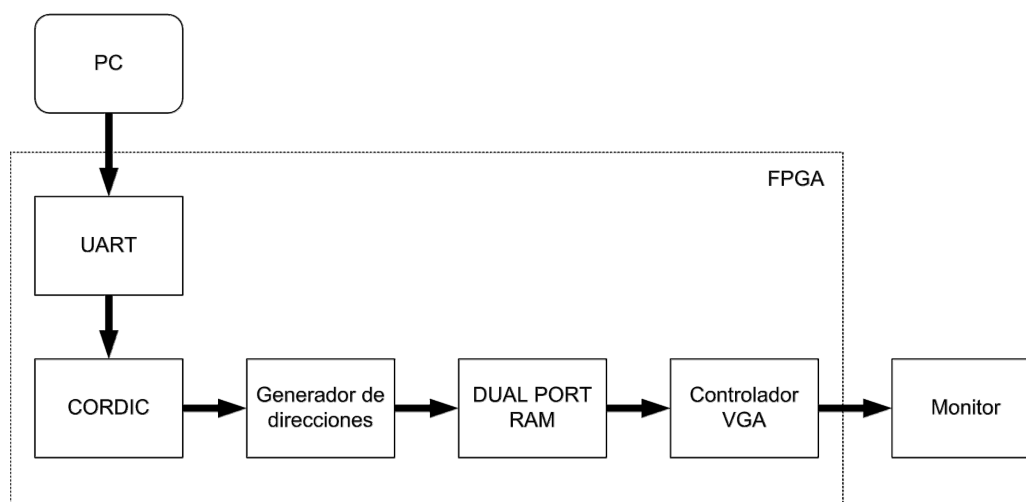 PC
FPGA
UART
CORDIC
Generador de
direcciones
DUAL PORT
RAM
Controlador
VGA
Monitor